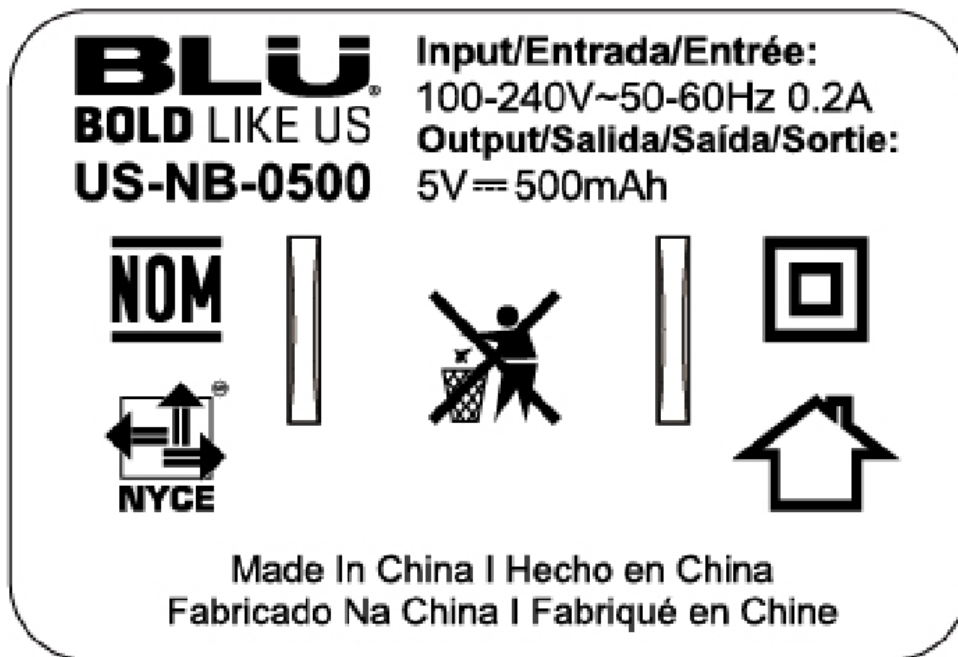 BLU®
BOLD LIKE US
US-NB-0500
Input/Entrada/Entrée:
100-240V~50-60Hz 0.2A
Output/Salida/Saída/Sortie:
5V⎓500mAh
NOM
NYCE
Made In China I Hecho en China
Fabricado Na China I Fabriqué en Chine